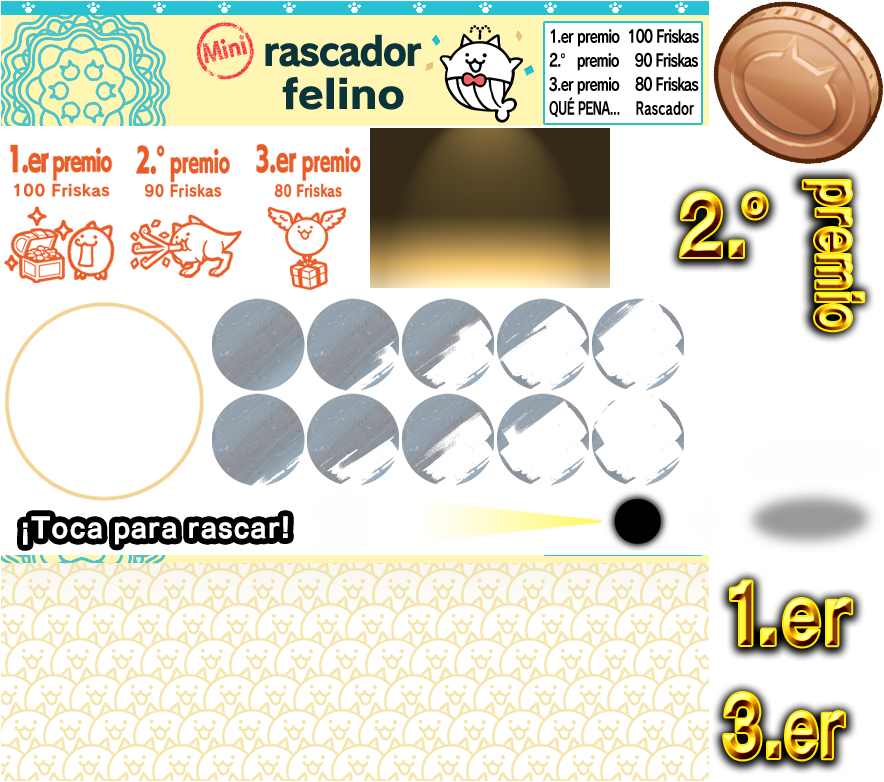 Mini
rascador
felino
1.er premio 100 Friskas
2.º premio 90 Friskas
3.er premio 80 Friskas
QUÉ PENA... Rascador
1.er premio
100 Friskas
2.º premio
90 Friskas
3.er premio
80 Friskas
2.º
premio
¡Toca para rascar!
1.er
3.er